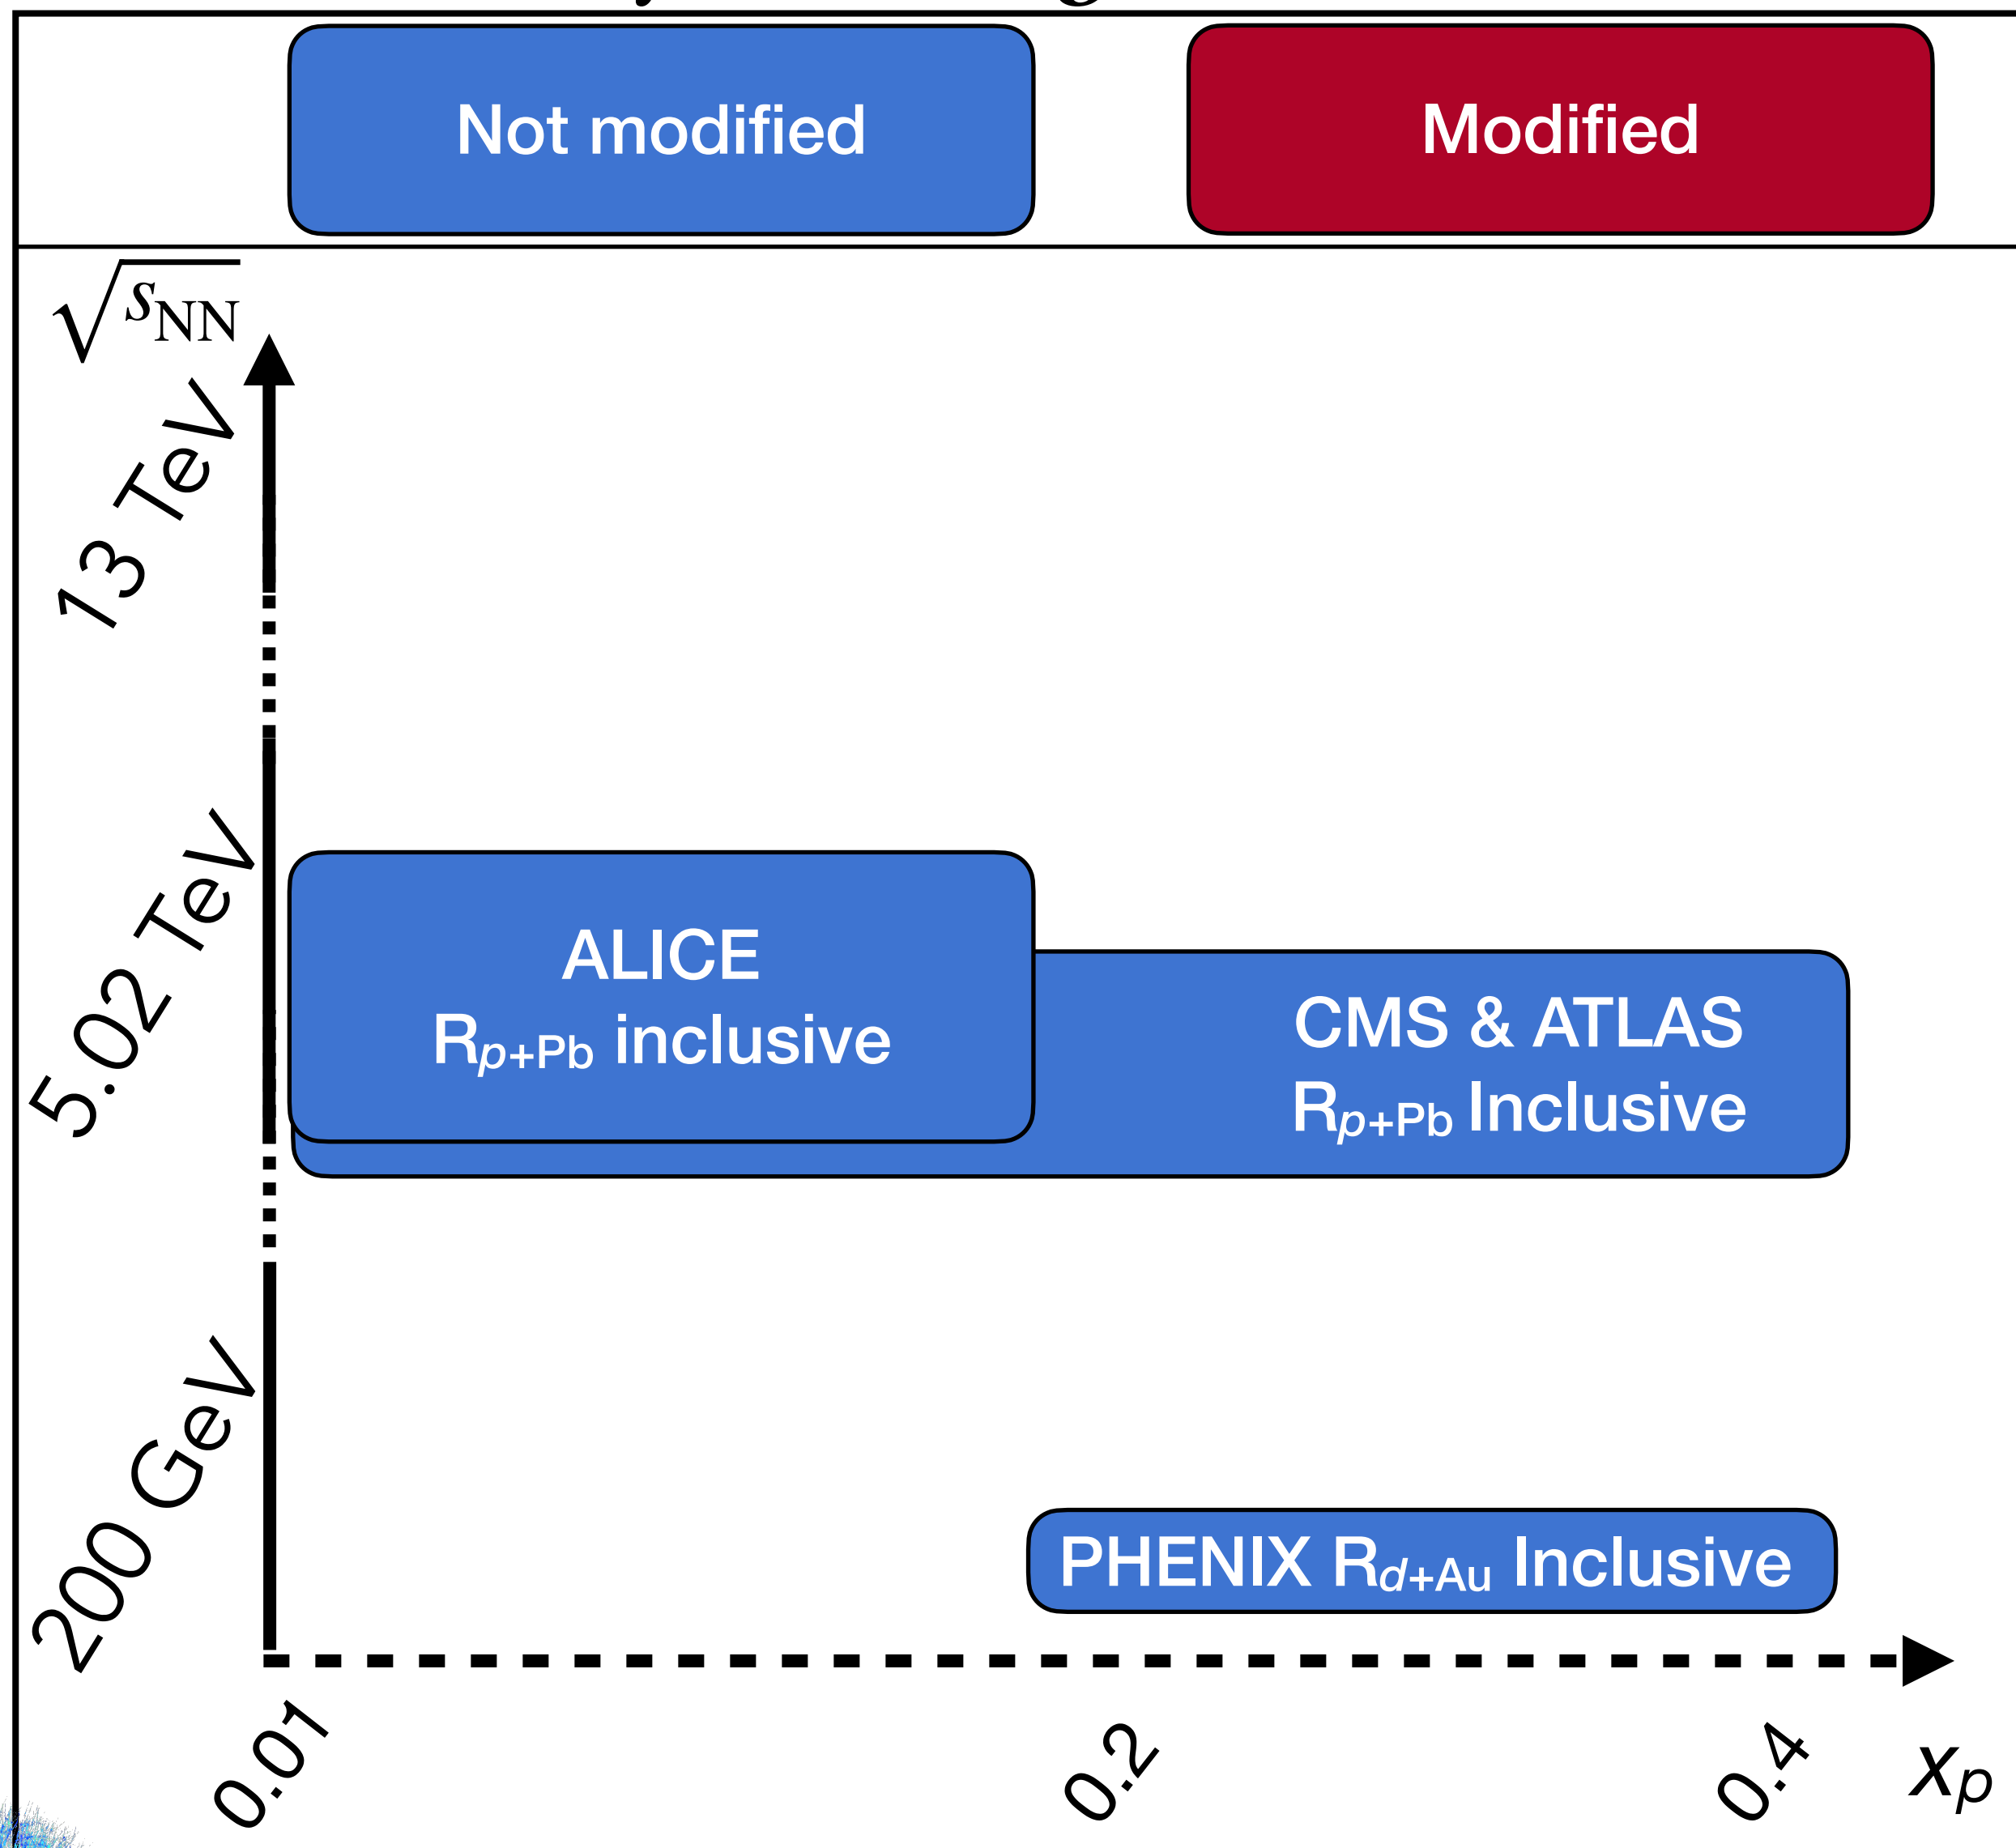 Not modified
Modified
√sNN
13 TeV
5.02 TeV
200 GeV
ALICE
Rp+Pb inclusive
CMS & ATLAS
Rp+Pb Inclusive
PHENIX Rd+Au Inclusive
0.01
0.2
0.4
xp